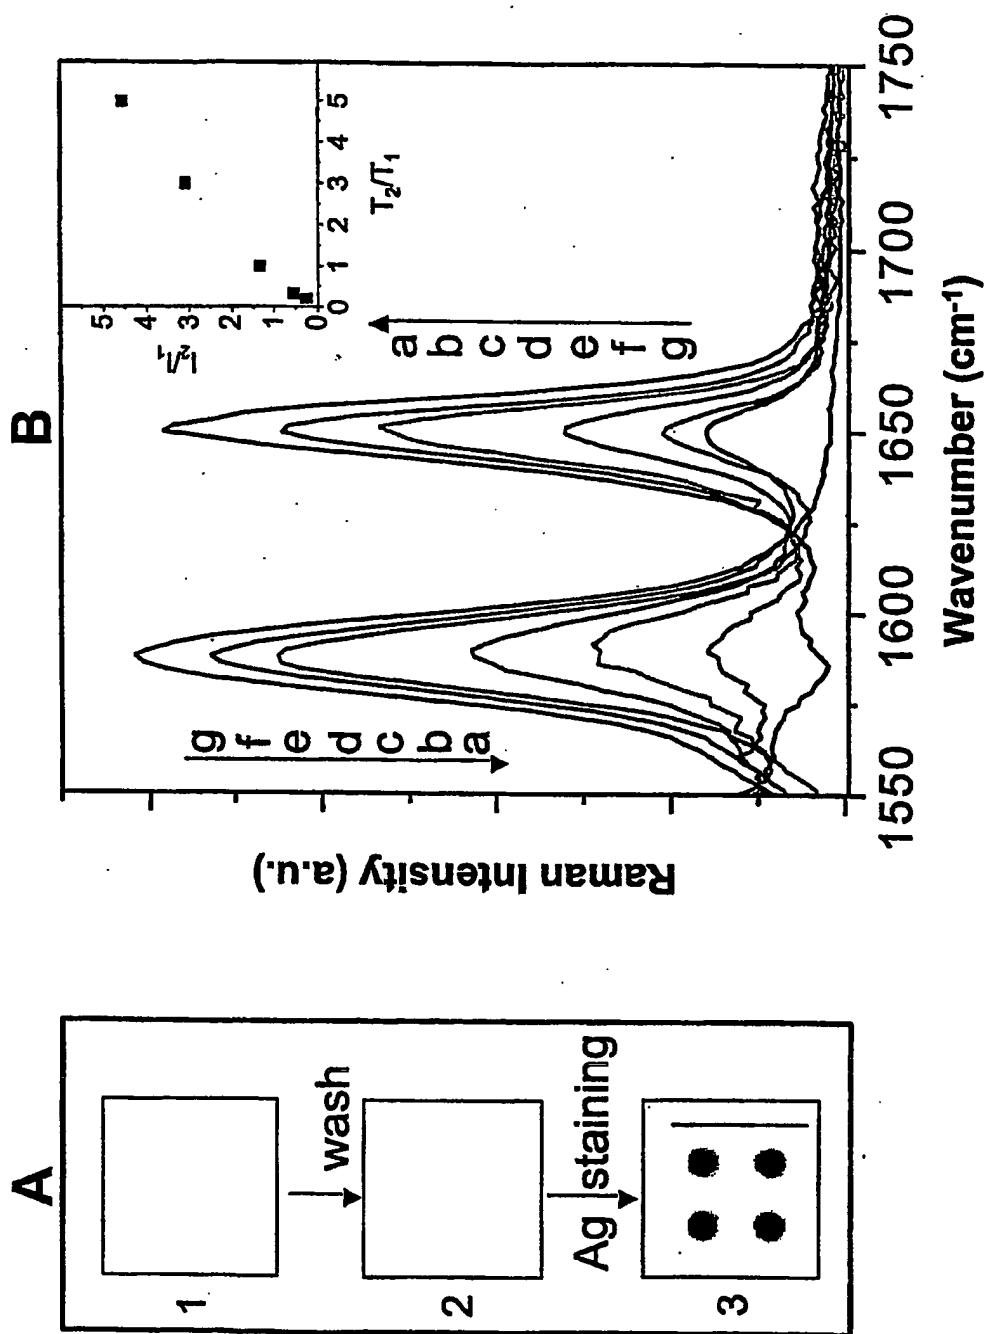 A
1
wash
2
Ag staining
3
B
Raman Intensity (a.u.)
g f e d c b a
a b c d e f g
I₂/I₁
5
4
3
2
1
0
0 1 2 3 4 5
T₂/T₁
1550 1600 1650 1700 1750
Wavenumber (cm⁻¹)